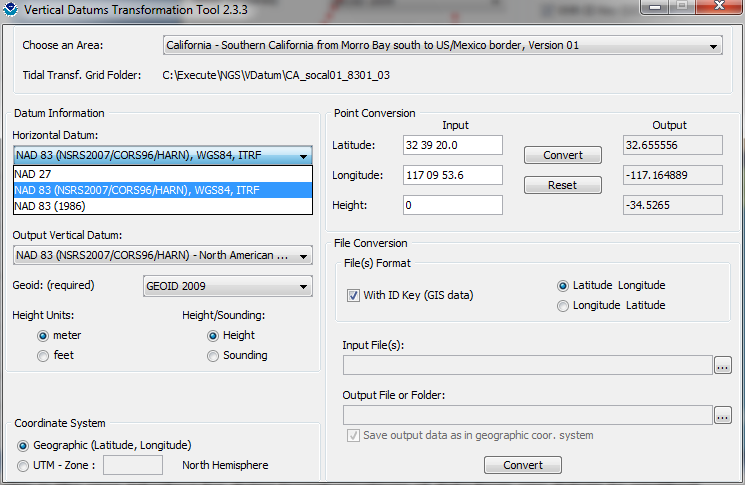 Vertical Datums Transformation Tool 2.3.3
Choose an Area:
California - Southern California from Morro Bay south to US/Mexico border, Version 01
Tidal Transf. Grid Folder:
C:\Execute\NGS\VDatum\CA_socal01_8301_03
Datum Information
Horizontal Datum:
NAD 83 (NSRS2007/CORS96/HARN), WGS84, ITRF
NAD 27
NAD 83 (NSRS2007/CORS96/HARN), WGS84, ITRF
NAD 83 (1986)
Output Vertical Datum:
NAD 83 (NSRS2007/CORS96/HARN) - North American ...
Geoid: (required)
GEOID 2009
Height Units:
meter
feet
Height/Sounding:
Height
Sounding
Coordinate System
Geographic (Latitude, Longitude)
UTM - Zone :
North Hemisphere
Point Conversion
Input
Output
Latitude:
32 39 20.0
Convert
32.655556
Longitude:
117 09 53.6
Reset
-117.164889
Height:
0
-34.5265
File Conversion
File(s) Format
With ID Key (GIS data)
Latitude Longitude
Longitude Latitude
Input File(s):
...
Output File or Folder:
...
Save output data as in geographic coor. system
Convert